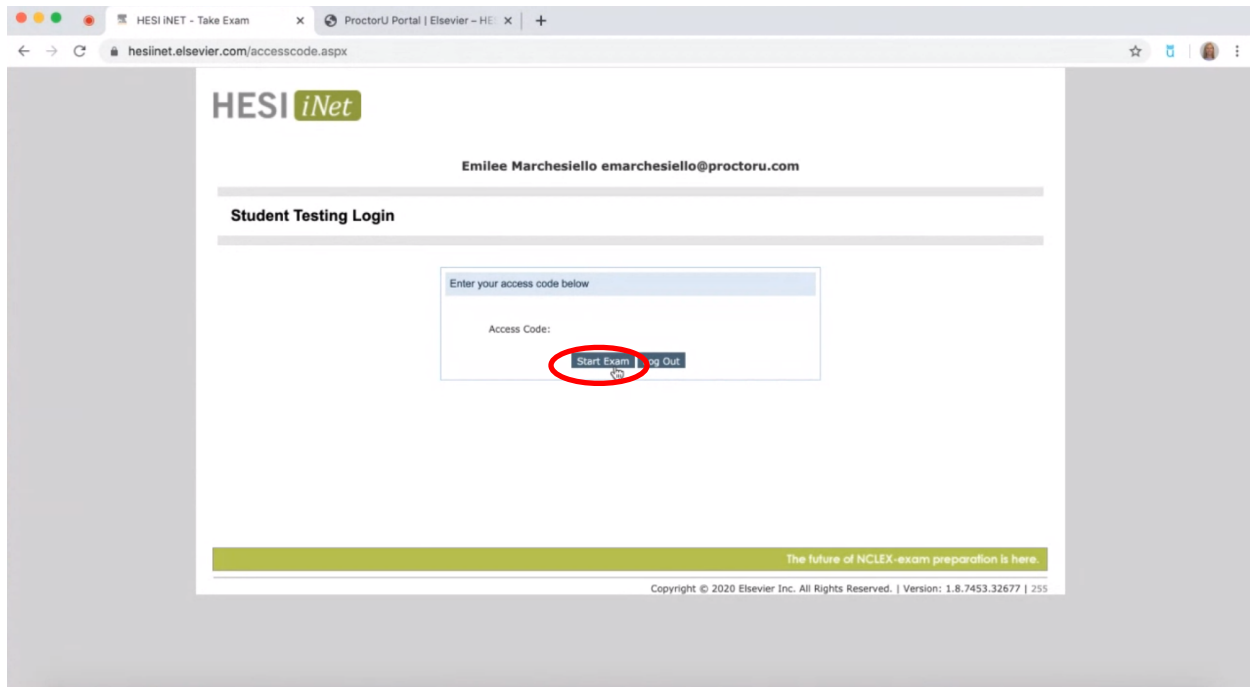 HESI iNET - Take Exam
ProctorU Portal | Elsevier – HE
hesiinet.elsevier.com/accesscode.aspx
HESI iNet
Emilee Marchesiello emarchesiello@proctoru.com
Student Testing Login
Enter your access code below
Access Code:
Start Exam Log Out
The future of NCLEX-exam preparation is here.
Copyright © 2020 Elsevier Inc. All Rights Reserved. | Version: 1.8.7453.32677 | 255